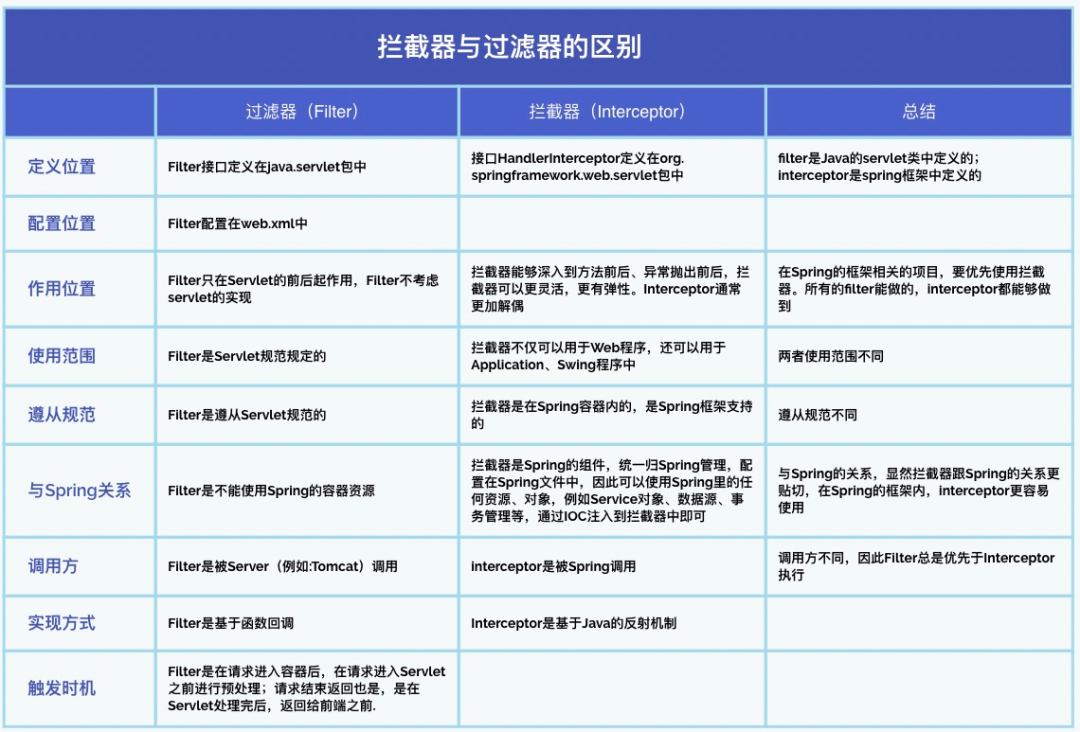 拦截器与过滤器的区别
过滤器（Filter）
拦截器（Interceptor）
总结
定义位置
Filter接口定义在java.servlet包中
接口HandlerInterceptor定义在org.
springframework.web.servlet包中
filter是Java的servlet类中定义的；
interceptor是spring框架中定义的
配置位置
Filter配置在web.xml中
作用位置
Filter只在Servlet的前后起作用，Filter不考虑
servlet的实现
拦截器能够深入到方法前后、异常抛出前后，拦
截器可以更灵活，更有弹性。Interceptor通常
更加解偶
在Spring的框架相关的项目，要优先使用拦截
器。所有的filter能做的，interceptor都能够做
到
使用范围
Filter是Servlet规范规定的
拦截器不仅可以用于Web程序，还可以用于
Application、Swing程序中
两者使用范围不同
遵从规范
Filter是遵从Servlet规范的
拦截器是在Spring容器内的，是Spring框架支持
的
遵从规范不同
与Spring关系
Filter是不能使用Spring的容器资源
拦截器是Spring的组件，统一归Spring管理，配
置在Spring文件中，因此可以使用Spring里的任
何资源、对象，例如Service对象、数据源、事
务管理等，通过IOC注入到拦截器中即可
与Spring的关系，显然拦截器跟Spring的关系更
贴切，在Spring的框架内，interceptor更容易
使用
调用方
Filter是被Server（例如:Tomcat）调用
interceptor是被Spring调用
调用方不同，因此Filter总是优先于Interceptor
执行
实现方式
Filter是基于函数回调
Interceptor是基于Java的反射机制
触发时机
Filter是在请求进入容器后，在请求进入Servlet
之前进行预处理；请求结束返回也是，是在
Servlet处理完后，返回给前端之前.